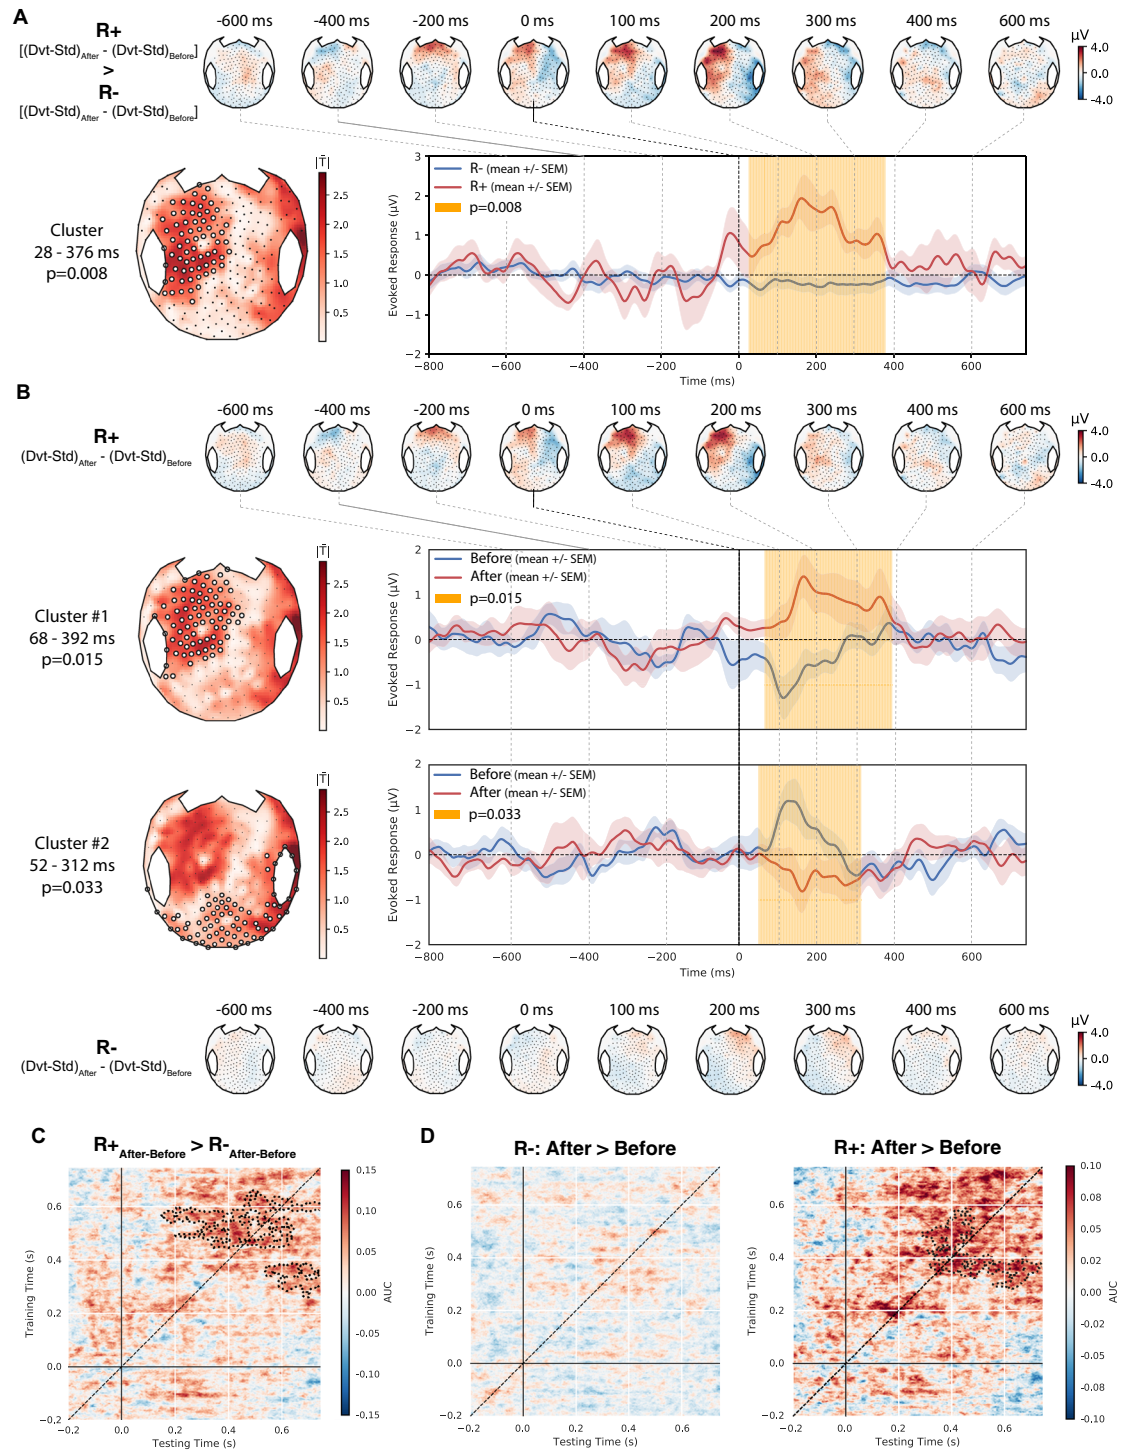 A
R+
[(Dvt-Std)After - (Dvt-Std)Before]
>
R-
[(Dvt-Std)After - (Dvt-Std)Before]
-600 ms -400 ms -200 ms 0 ms 100 ms 200 ms 300 ms 400 ms 600 ms
µV
4.0
0.0
-4.0
Cluster
28 - 376 ms
p=0.008
|T̄|
2.5
2.0
1.5
1.0
0.5
R- (mean +/- SEM)
R+ (mean +/- SEM)
p=0.008
Evoked Response (µV)
3
2
1
0
−1
−2
−800 −600 −400 −200 0 200 400 600
Time (ms)
B
R+
(Dvt-Std)After - (Dvt-Std)Before
-600 ms -400 ms -200 ms 0 ms 100 ms 200 ms 300 ms 400 ms 600 ms
µV
4.0
0.0
-4.0
Cluster #1
68 - 392 ms
p=0.015
|T̄|
2.5
2.0
1.5
1.0
0.5
Before (mean +/- SEM)
After (mean +/- SEM)
p=0.015
Evoked Response (µV)
2
1
0
−1
−2
Cluster #2
52 - 312 ms
p=0.033
|T̄|
2.5
2.0
1.5
1.0
0.5
Before (mean +/- SEM)
After (mean +/- SEM)
p=0.033
Evoked Response (µV)
2
1
0
−1
−2
−800 −600 −400 −200 0 200 400 600
Time (ms)
R-
(Dvt-Std)After - (Dvt-Std)Before
-600 ms -400 ms -200 ms 0 ms 100 ms 200 ms 300 ms 400 ms 600 ms
µV
4.0
0.0
-4.0
C
R+After-Before > R-After-Before
Training Time (s)
0.6
0.4
0.2
0.0
−0.2
−0.2 0.0 0.2 0.4 0.6
Testing Time (s)
0.15
0.10
0.05
0.00
−0.05
−0.10
−0.15
AUC
D
R-: After > Before
Training Time (s)
0.6
0.4
0.2
0.0
−0.2
−0.2 0.0 0.2 0.4 0.6
Testing Time (s)
R+: After > Before
Training Time (s)
0.6
0.4
0.2
0.0
−0.2
−0.2 0.0 0.2 0.4 0.6
Testing Time (s)
0.10
0.08
0.05
0.02
0.00
−0.02
−0.05
−0.08
−0.10
AUC